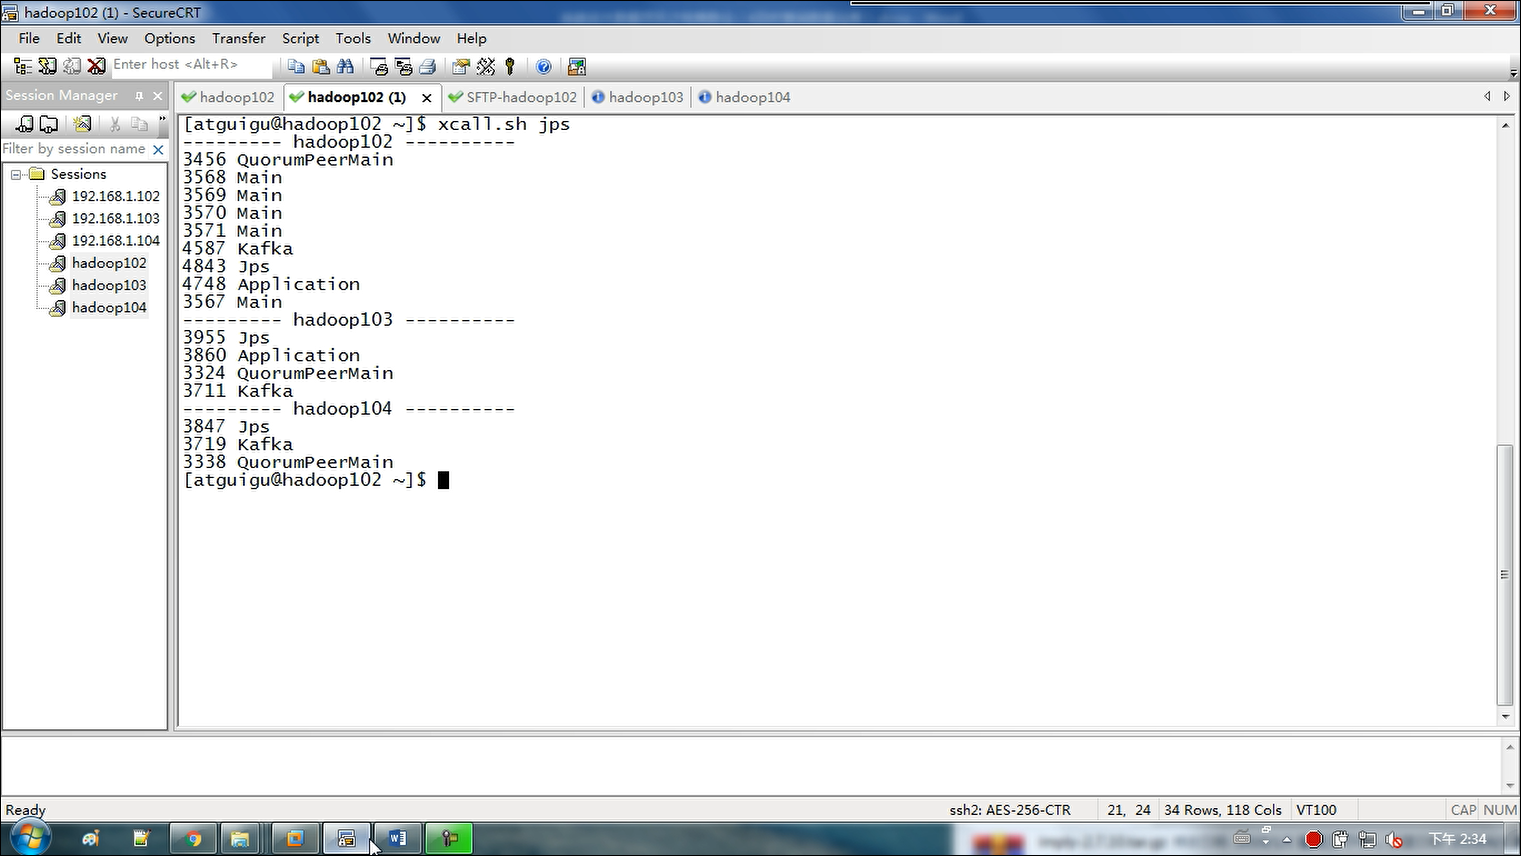 hadoop102 (1) - SecureCRT
File Edit View Options Transfer Script Tools Window Help
Enter host <Alt+R>
Session Manager
hadoop102
hadoop102 (1)
SFTP-hadoop102
hadoop103
hadoop104
Filter by session name
Sessions
192.168.1.102
192.168.1.103
192.168.1.104
hadoop102
hadoop103
hadoop104
[atguigu@hadoop102 ~]$ xcall.sh jps
--------- hadoop102 ----------
3456 QuorumPeerMain
3568 Main
3569 Main
3570 Main
3571 Main
4587 Kafka
4843 Jps
4748 Application
3567 Main
--------- hadoop103 ----------
3955 Jps
3860 Application
3324 QuorumPeerMain
3711 Kafka
--------- hadoop104 ----------
3847 Jps
3719 Kafka
3338 QuorumPeerMain
[atguigu@hadoop102 ~]$
Ready
ssh2: AES-256-CTR
21, 24
34 Rows, 118 Cols
VT100
CAP NUM
下午 2:34